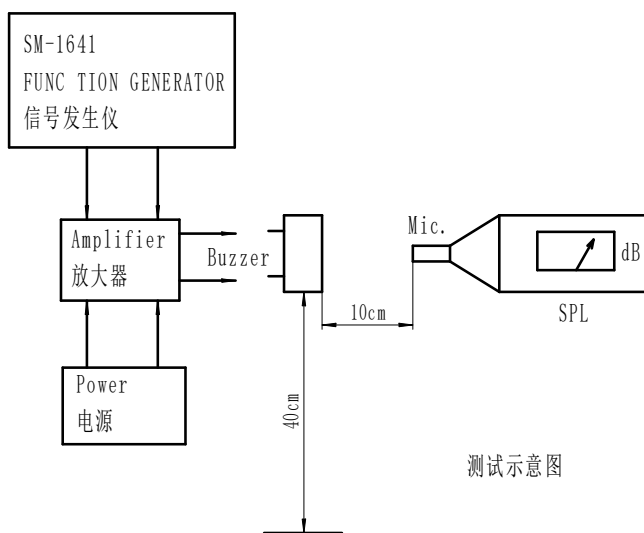 SM-1641
FUNC TION GENERATOR
信号发生仪
Amplifier
放大器
Buzzer
Mic.
dB
SPL
10cm
Power
电源
40cm
测试示意图